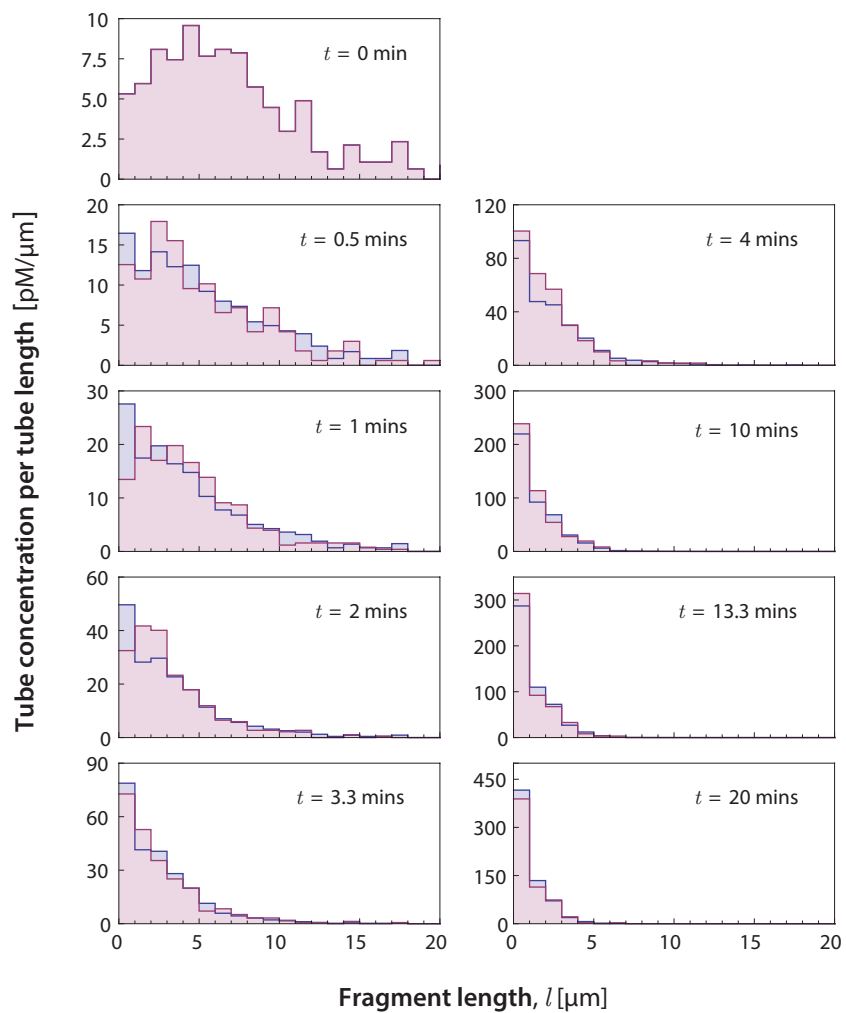 Tube concentration per tube length [pM/μm]
10
7.5
5.0
2.5
0
t = 0 min
20
15
10
5
0
t = 0.5 mins
30
20
10
0
t = 1 mins
60
40
20
0
t = 2 mins
90
60
30
0
t = 3.3 mins
0 5 10 15 20
120
80
40
0
t = 4 mins
300
200
100
0
t = 10 mins
300
200
100
0
t = 13.3 mins
450
300
150
0
t = 20 mins
0 5 10 15 20
Fragment length, l [μm]